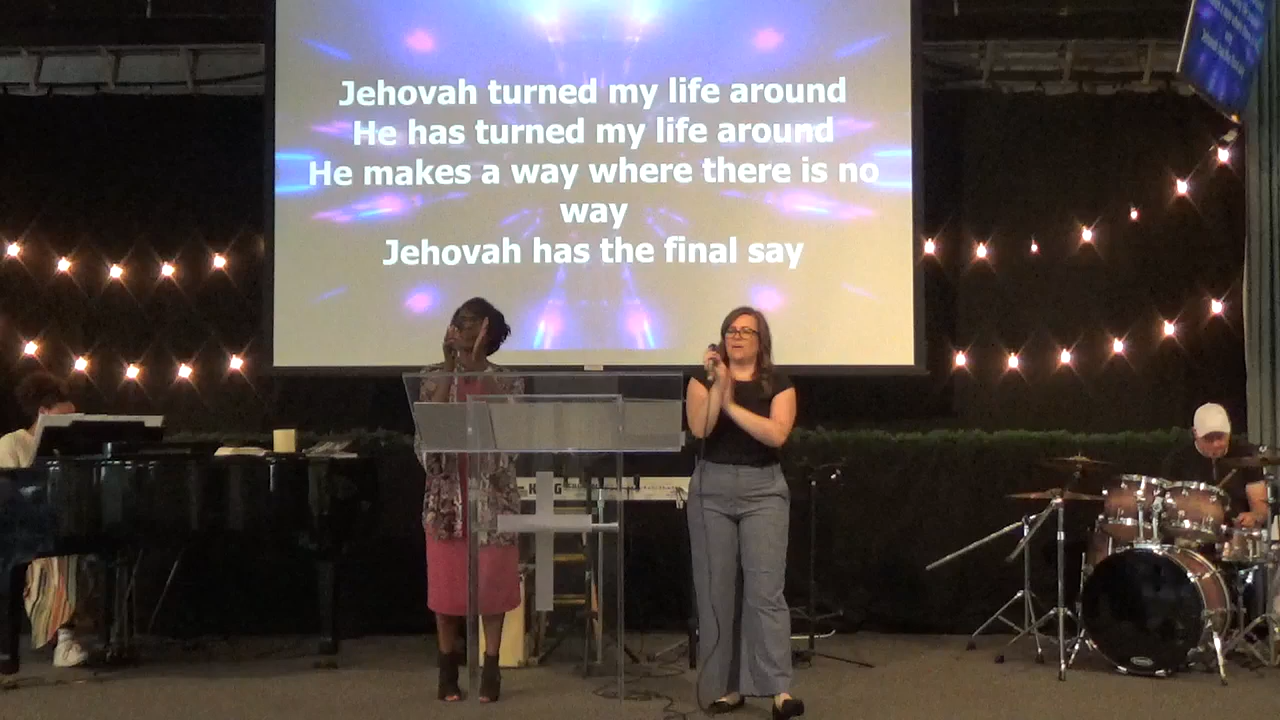 Jehovah turned my life around
He has turned my life around
He makes a way where there is no
way
Jehovah has the final say